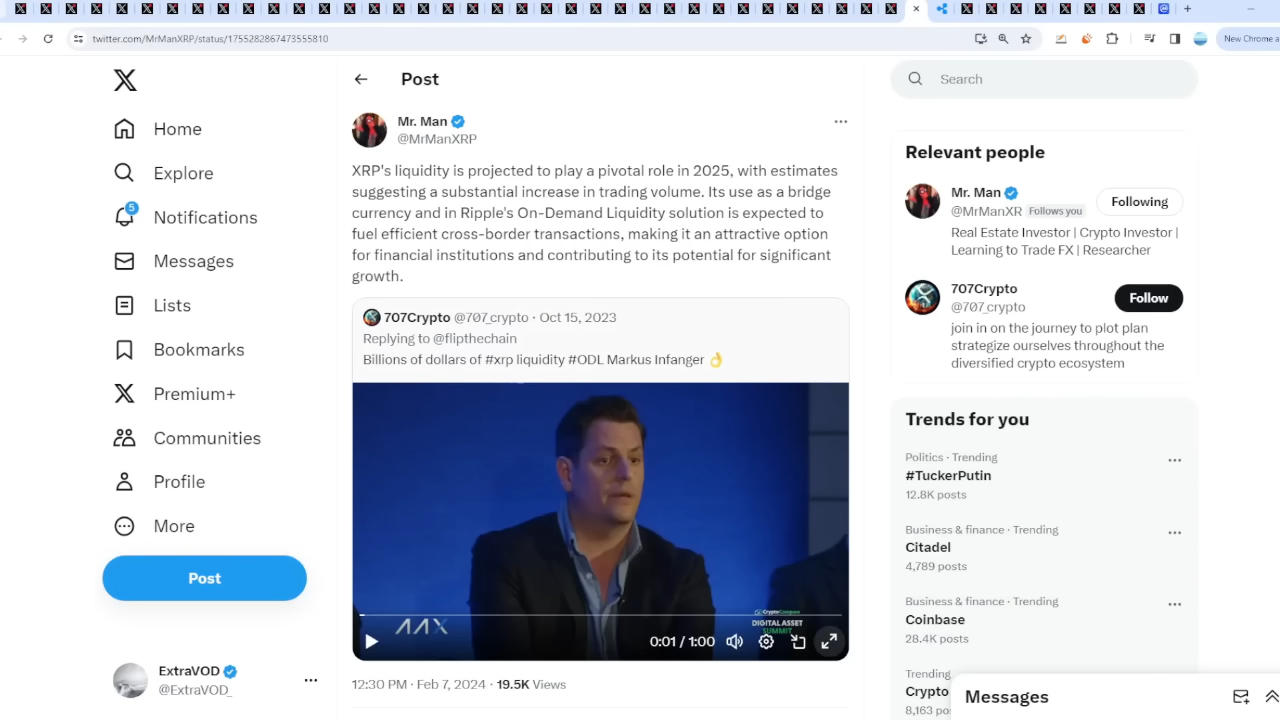 twitter.com/MrManXRP/status/1755282867473555810
New Chrome a
Post
Search
Home
Explore
5
Notifications
Messages
Lists
Bookmarks
Premium+
Communities
Profile
More
Post
ExtraVOD
@ExtraVOD_
Mr. Man
@MrManXRP
XRP's liquidity is projected to play a pivotal role in 2025, with estimates
suggesting a substantial increase in trading volume. Its use as a bridge
currency and in Ripple's On-Demand Liquidity solution is expected to
fuel efficient cross-border transactions, making it an attractive option
for financial institutions and contributing to its potential for significant
growth.
707Crypto @707_crypto · Oct 15, 2023
Replying to @flipthechain
Billions of dollars of #xrp liquidity #ODL Markus Infanger 👌
AAX
CryptoCompare
DIGITAL ASSET
SUMMIT
0:01 / 1:00
12:30 PM · Feb 7, 2024 · 19.5K Views
Relevant people
Mr. Man
@MrManXR Follows you
Following
Real Estate Investor | Crypto Investor |
Learning to Trade FX | Researcher
707Crypto
@707_crypto
Follow
join in on the journey to plot plan
strategize ourselves throughout the
diversified crypto ecosystem
Trends for you
Politics · Trending
#TuckerPutin
12.8K posts
Business & finance · Trending
Citadel
4,789 posts
Business & finance · Trending
Coinbase
28.4K posts
Trending
Crypto
8,163 pos
Messages